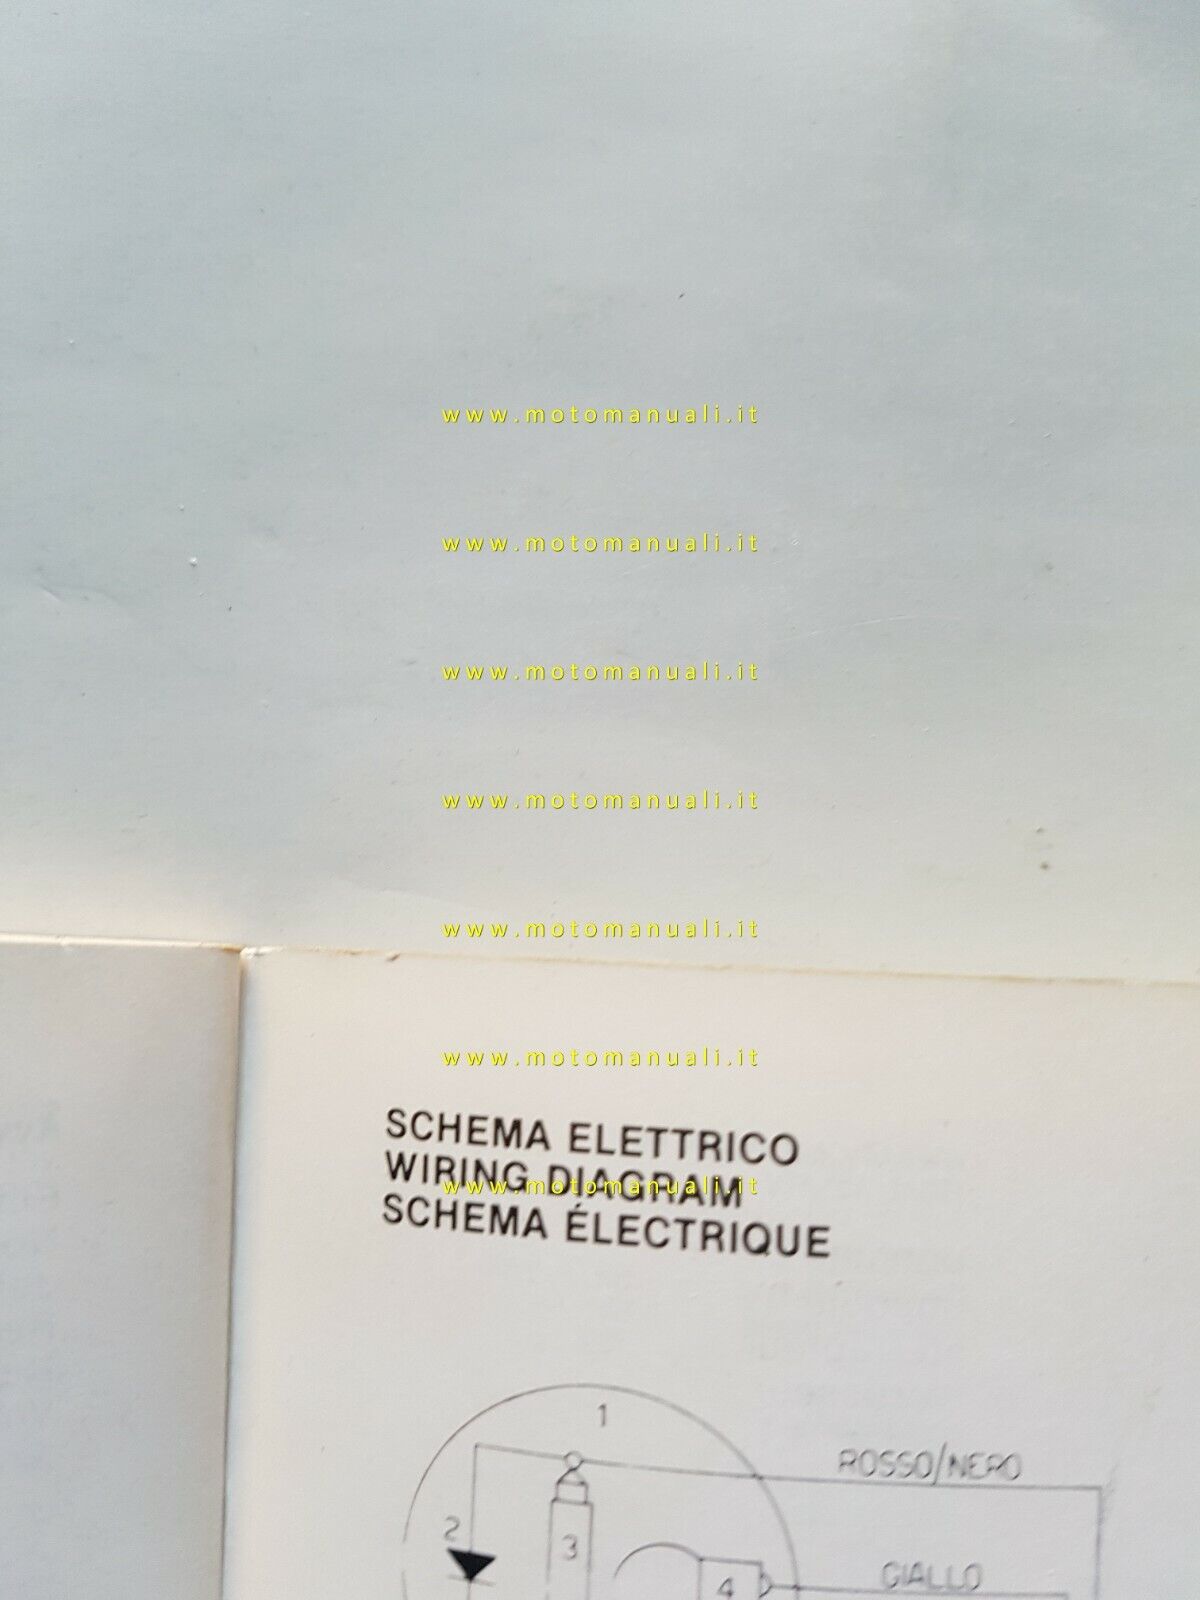 www.motomanuali.it
www.motomanuali.it
www.motomanuali.it
www.motomanuali.it
www.motomanuali.it
www.motomanuali.it
SCHEMA ELETTRICO
WIRING DIAGRAM
www.motomanuali.it
SCHEMA ÉLECTRIQUE
1
ROSSO/NERO
2
3
GIALLO
4